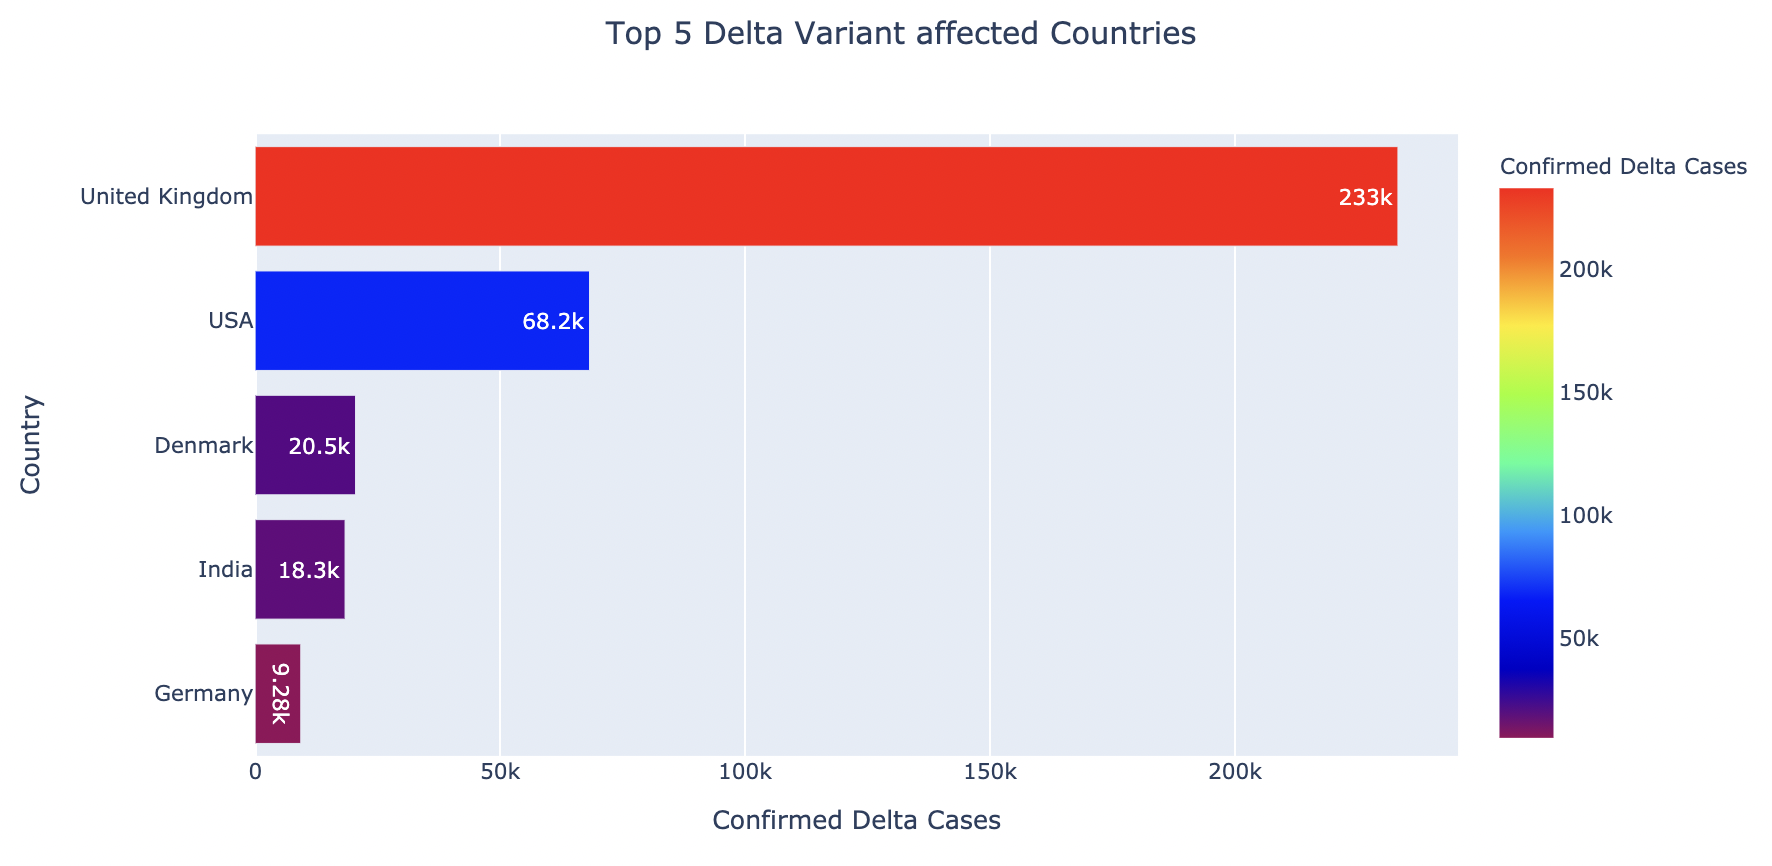 Top 5 Delta Variant affected Countries
Country
United Kingdom
233k
USA
68.2k
Denmark
20.5k
India
18.3k
Germany
9.28k
0
50k
100k
150k
200k
Confirmed Delta Cases
Confirmed Delta Cases
200k
150k
100k
50k